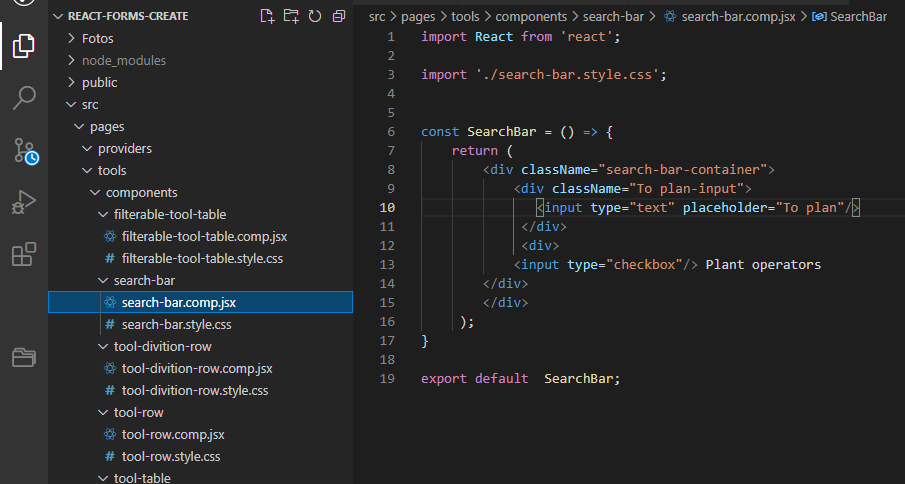 REACT-FORMS-CREATE
Fotos
node_modules
public
src
pages
providers
tools
components
filterable-tool-table
filterable-tool-table.comp.jsx
# filterable-tool-table.style.css
search-bar
search-bar.comp.jsx
# search-bar.style.css
tool-divition-row
tool-divition-row.comp.jsx
# tool-divition-row.style.css
tool-row
tool-row.comp.jsx
# tool-row.style.css
tool-table
src > pages > tools > components > search-bar > search-bar.comp.jsx > SearchBar
1 import React from 'react';
2
3 import './search-bar.style.css';
4
5
6 const SearchBar = () => {
7 return (
8 <div className="search-bar-container">
9 <div className="To plan-input">
10 <input type="text" placeholder="To plan"/>
11 </div>
12 <div>
13 <input type="checkbox"/> Plant operators
14 </div>
15 </div>
16 );
17 }
18
19 export default  SearchBar;